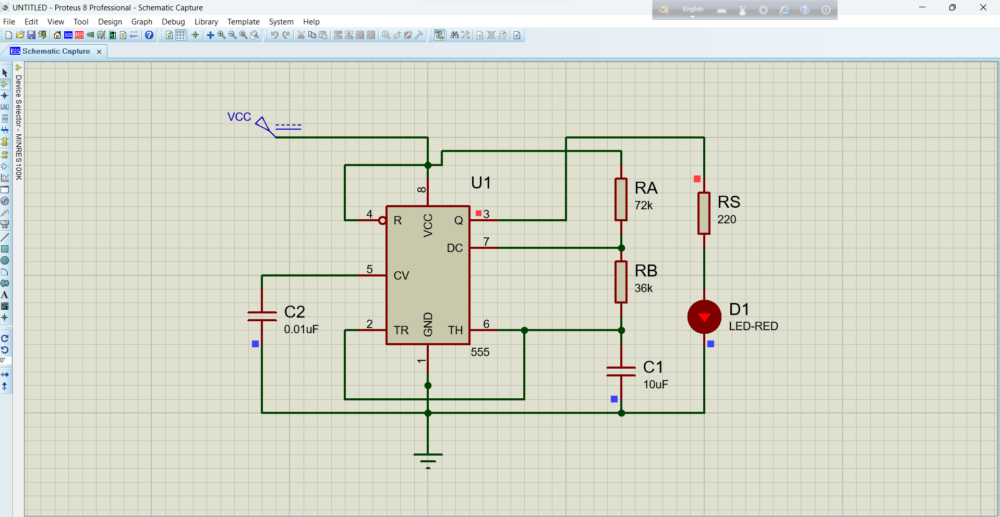 UNTITLED - Proteus 8 Professional - Schematic Capture
English
File Edit View Tool Design Graph Debug Library Template System Help
Schematic Capture
Device Selector - MINRES100K
LBL
A
0°
VCC
U1
8
4
R
VCC
Q
3
RA
72k
RS
220
DC
7
5
CV
RB
36k
C2
0.01uF
2
TR
GND
TH
6
D1
LED-RED
555
1
C1
10uF